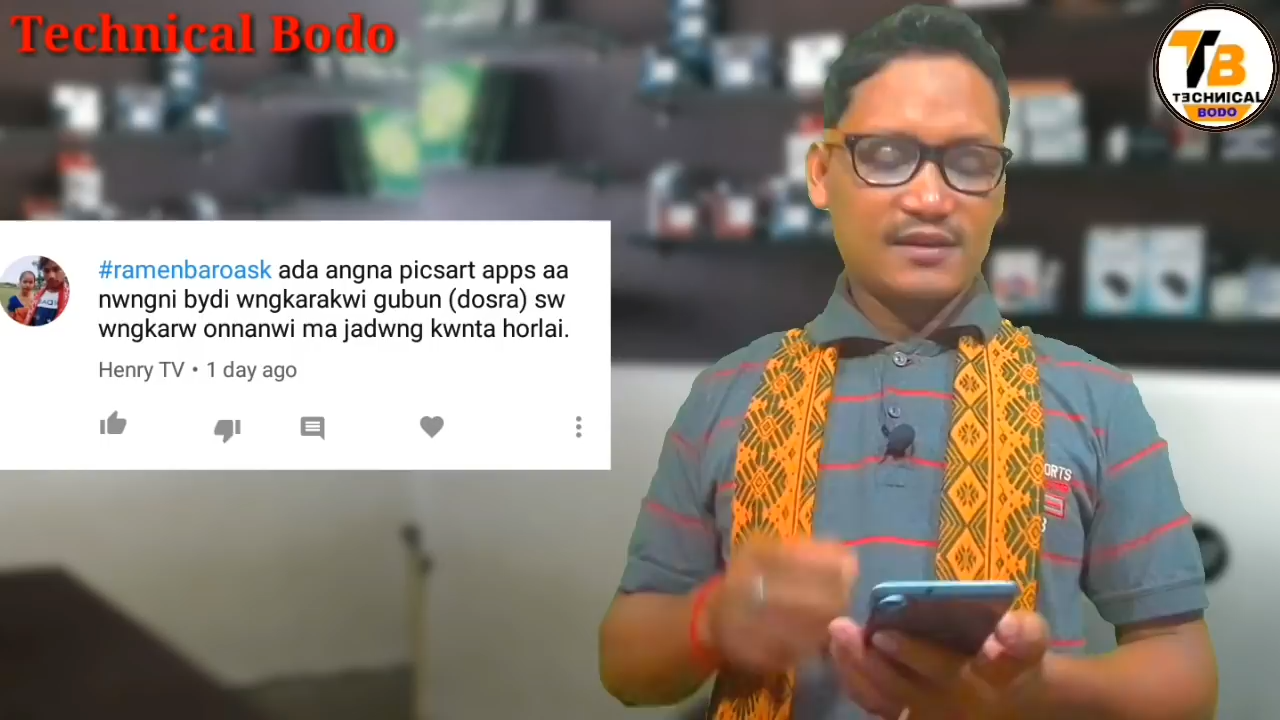 Technical Bodo
TB
TECHNICAL
BODO
#ramenbaroask ada angna picsart apps aa
nwngni bydi wngkarakwi gubun (dosra) sw
wngkarw onnanwi ma jadwng kwnta horlai.
Henry TV • 1 day ago
ORTS